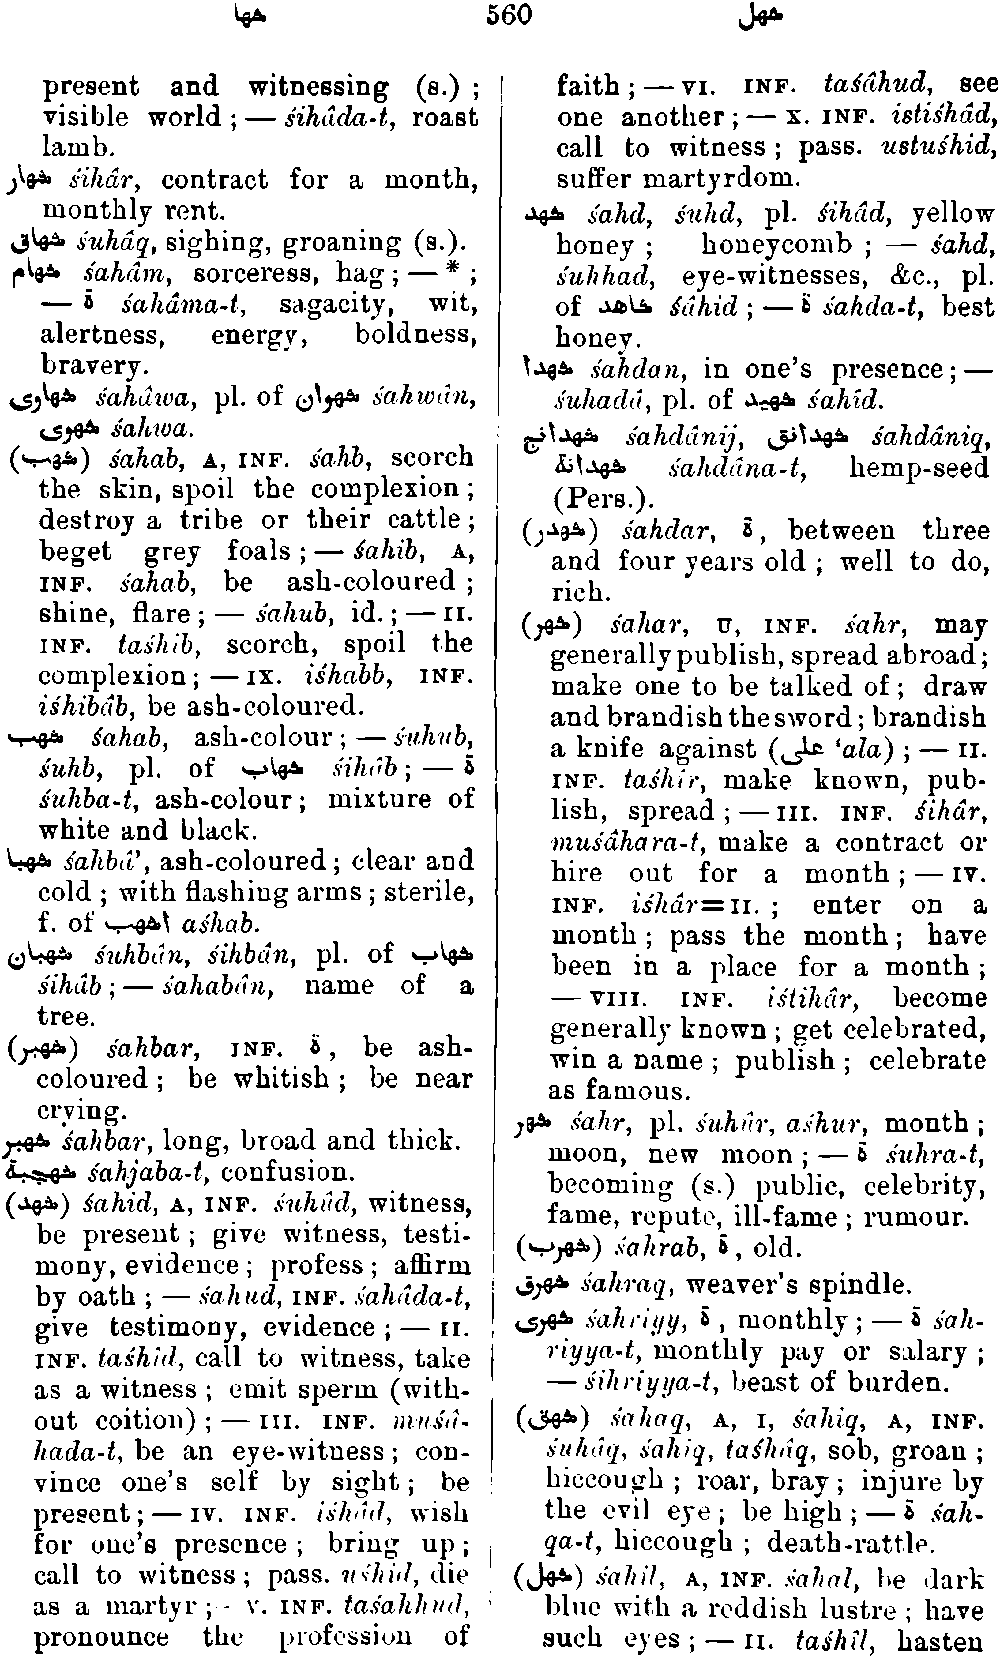 شها 560 شهل
present and witnessing (s.) ;
visible world ; — śihâda-t, roast
lamb.
شهار śihâr, contract for a month,
monthly rent.
شهاق śuhâq, sighing, groaning (s.).
شهام śahâm, sorceress, hag ; — * ;
— ة śahâma-t, sagacity, wit,
alertness, energy, boldness,
bravery.
شهاوى śahâwa, pl. of شهوان śahwân,
شهوى śahwa.
(شهب) śahab, A, INF. śahb, scorch
the skin, spoil the complexion ;
destroy a tribe or their cattle ;
beget grey foals ; — śahib, A,
INF. śahab, be ash-coloured ;
shine, flare ; — śahub, id. ; — II.
INF. taśhîb, scorch, spoil the
complexion ; — IX. iśhabb, INF.
iśhibâb, be ash-coloured.
شهب śahab, ash-colour ; — śuhub,
śuhb, pl. of شهاب śihâb ; — ة
śuhba-t, ash-colour ; mixture of
white and black.
شهبا śahbâ’, ash-coloured ; clear and
cold ; with flashing arms ; sterile,
f. of اشهب aśhab.
شهبان śuhbân, śihbân, pl. of شهاب
śihâb ; — śahabân, name of a
tree.
(شهبر) śahbar, INF. ة, be ash-
coloured ; be whitish ; be near
crying.
شهبر śahbar, long, broad and thick.
شهجبة śahjaba-t, confusion.
(شهد) śahid, A, INF. śuhûd, witness,
be present ; give witness, testi-
mony, evidence ; profess ; affirm
by oath ; — śahud, INF. śahâda-t,
give testimony, evidence ; — II.
INF. taśhîd, call to witness, take
as a witness ; emit sperm (with-
out coition) ; — III. INF. muśâ-
hada-t, be an eye-witness ; con-
vince one's self by sight ; be
present ; — IV. INF. iśhâd, wish
for one's presence ; bring up ;
call to witness ; pass. uśhid, die
as a martyr ; - V. INF. taśahhud,
pronounce the profession of
faith ; — VI. INF. taśâhud, see
one another ; — X. INF. istiśhâd,
call to witness ; pass. ustuśhid,
suffer martyrdom.
شهد śahd, śuhd, pl. śihâd, yellow
honey ; honeycomb ; — śahd,
śuhhad, eye-witnesses, &c., pl.
of شاهد śâhid ; — ة śahda-t, best
honey.
شهدا śahdan, in one's presence ; —
śuhadâ, pl. of شهيد śahîd.
شهدانج śahdânij, شهدانق śahdâniq,
شهدانة śahdâna-t, hemp-seed
(Pers.).
(شهدر) śahdar, ة, between three
and four years old ; well to do,
rich.
(شهر) śahar, U, INF. śahr, may
generally publish, spread abroad ;
make one to be talked of ; draw
and brandish the sword ; brandish
a knife against (على ‘ala) ; — II.
INF. taśhîr, make known, pub-
lish, spread ; — III. INF. śihâr,
muśâhara-t, make a contract or
hire out for a month ; — IV.
INF. iśhâr=II. ; enter on a
month ; pass the month ; have
been in a place for a month ;
— VIII. INF. iśtihâr, become
generally known ; get celebrated,
win a name ; publish ; celebrate
as famous.
شهر śahr, pl. śuhûr, aśhur, month ;
moon, new moon ; — ة śuhra-t,
becoming (s.) public, celebrity,
fame, repute, ill-fame ; rumour.
(شهرب) śahrab, ة, old.
شهرق śahraq, weaver's spindle.
شهرى śahriyy, ة, monthly ; — ة śah-
riyya-t, monthly pay or salary ;
— śihriyya-t, beast of burden.
(شهق) śahaq, A, I, śahiq, A, INF.
śuhâq, śahîq, taśhâq, sob, groan ;
hiccough ; roar, bray ; injure by
the evil eye ; be high ; — ة śah-
qa-t, hiccough ; death-rattle.
(شهل) śahil, A, INF. śahal, be dark
blue with a reddish lustre ; have
such eyes ; — II. taśhîl, hasten